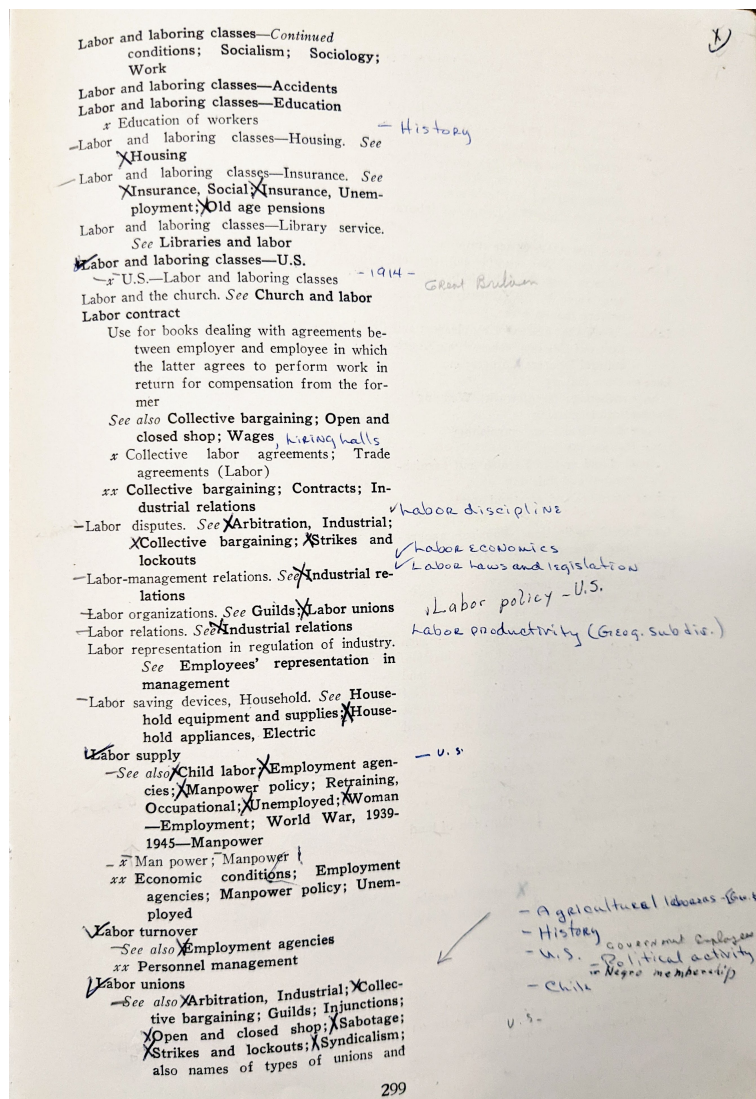 Labor and laboring classes—Continued
conditions; Socialism; Sociology;
Work
Labor and laboring classes—Accidents
Labor and laboring classes—Education
x Education of workers
– History
Labor and laboring classes—Housing. See
Housing
Labor and laboring classes—Insurance. See
Insurance, Social; Insurance, Unem-
ployment; Old age pensions
Labor and laboring classes—Library service.
See Libraries and labor
Labor and laboring classes—U.S.
x U.S.—Labor and laboring classes
-1914-
Great Britain
Labor and the church. See Church and labor
Labor contract
Use for books dealing with agreements be-
tween employer and employee in which
the latter agrees to perform work in
return for compensation from the for-
mer
See also Collective bargaining; Open and
closed shop; Wages, hiring halls
x Collective labor agreements; Trade
agreements (Labor)
xx Collective bargaining; Contracts; In-
dustrial relations
Labor discipline
Labor disputes. See Arbitration, Industrial;
Collective bargaining; Strikes and
lockouts
Labor economics
Labor laws and legislation
Labor-management relations. See Industrial re-
lations
Labor policy – U.S.
Labor organizations. See Guilds; Labor unions
Labor relations. See Industrial relations
Labor productivity (Geog. subdiv.)
Labor representation in regulation of industry.
See Employees' representation in
management
Labor saving devices, Household. See House-
hold equipment and supplies; House-
hold appliances, Electric
Labor supply
– U.S.
See also Child labor; Employment agen-
cies; Manpower policy; Retraining,
Occupational; Unemployed; Woman
—Employment; World War, 1939-
1945—Manpower
x Man power; Manpower
xx Economic conditions; Employment
agencies; Manpower policy; Unem-
ployed
Labor turnover
See also Employment agencies
xx Personnel management
Labor unions
– Agricultural laborers
– History
– U.S. Government employees
– Political activity
Negro membership
– Chile
U.S.-
See also Arbitration, Industrial; Collec-
tive bargaining; Guilds; Injunctions;
Open and closed shop; Sabotage;
Strikes and lockouts; Syndicalism;
also names of types of unions and
299